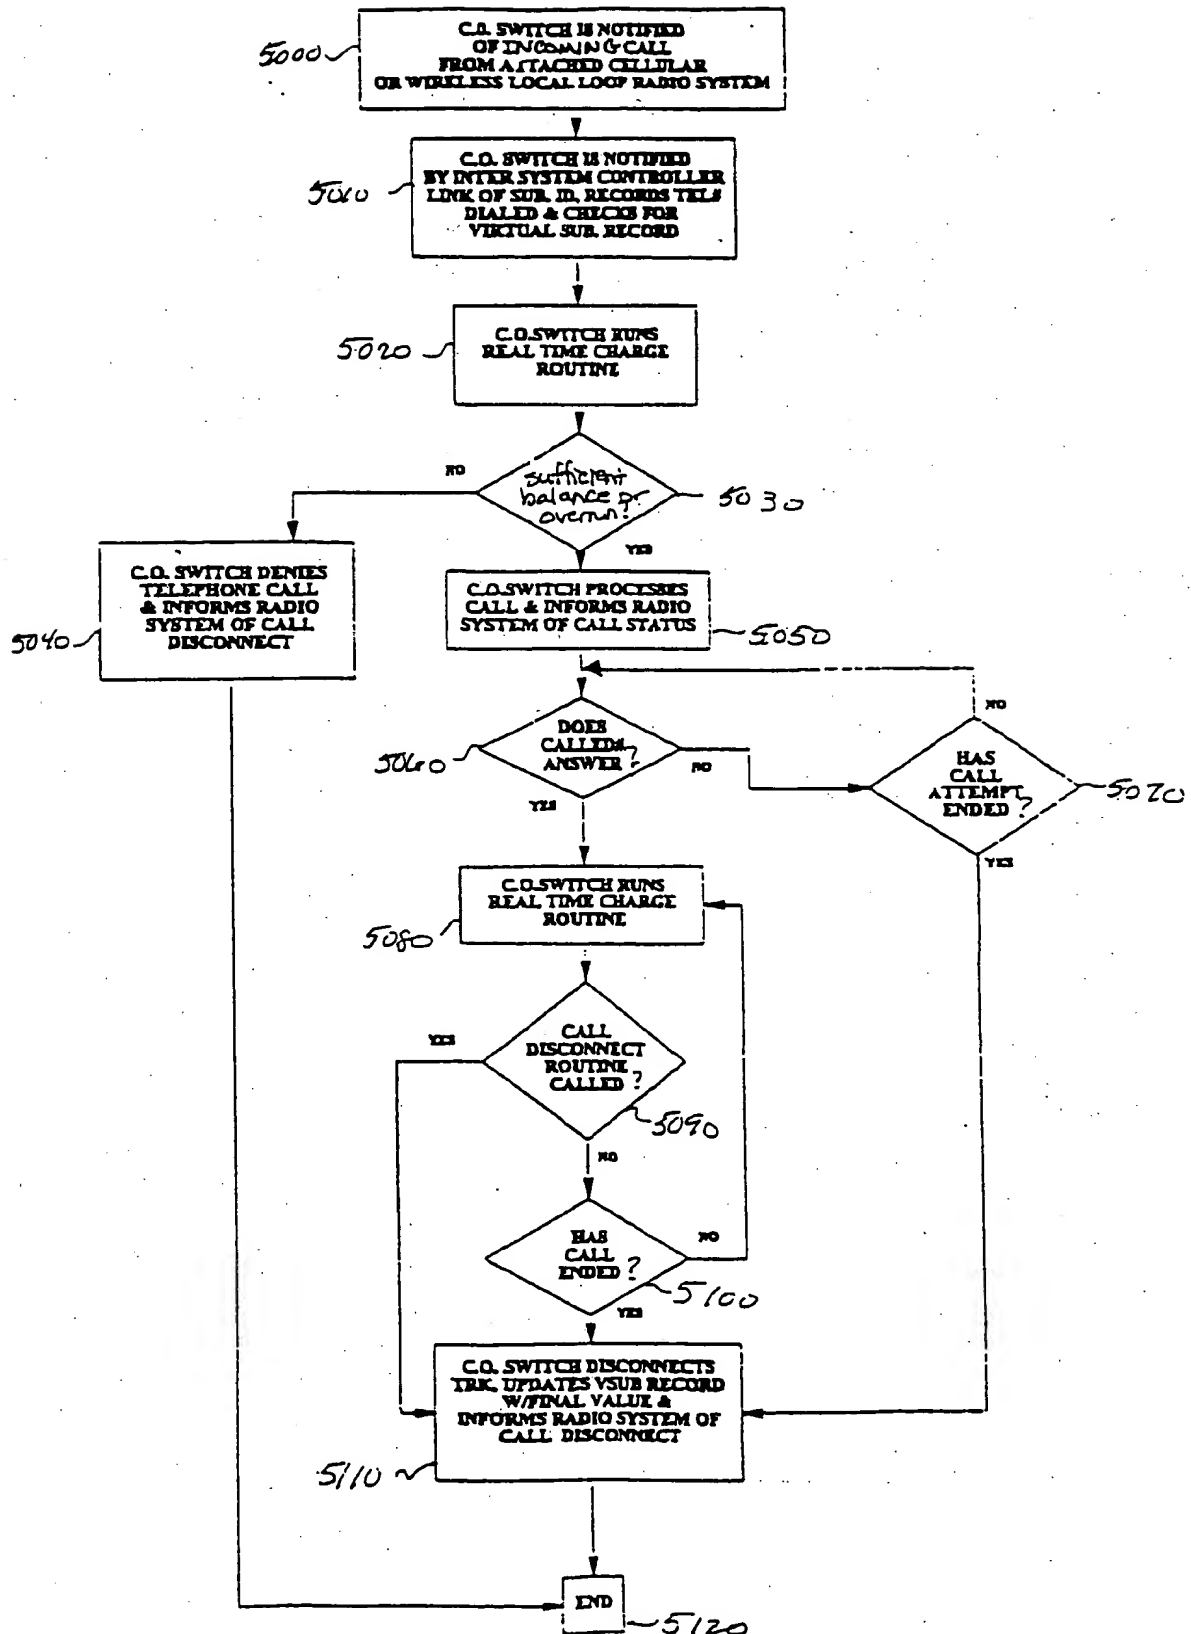 C.O. SWITCH IS NOTIFIED
OF INCOMING CALL
FROM ATTACHED CELLULAR
OR WIRELESS LOCAL LOOP RADIO SYSTEM
5000
C.O. SWITCH IS NOTIFIED
BY INTER SYSTEM CONTROLLER
LINK OF SUB. ID, RECORDS TEL#
DIALED & CHECKS FOR
VIRTUAL SUB. RECORD
5010
C.O.SWITCH RUNS
REAL TIME CHARGE
ROUTINE
5020
NO
sufficient
balance or
overrun?
5030
YES
C.O. SWITCH DENIES
TELEPHONE CALL
& INFORMS RADIO
SYSTEM OF CALL
DISCONNECT
5040
C.O.SWITCH PROCESSES
CALL & INFORMS RADIO
SYSTEM OF CALL STATUS
5050
DOES
CALLED#
ANSWER?
5060
NO
YES
NO
HAS
CALL
ATTEMPT
ENDED?
5070
YES
C.O.SWITCH RUNS
REAL TIME CHARGE
ROUTINE
5080
YES
CALL
DISCONNECT
ROUTINE
CALLED?
5090
NO
HAS
CALL
ENDED?
NO
5100
YES
C.O. SWITCH DISCONNECTS
TRK. UPDATES VSUB RECORD
W/FINAL VALUE &
INFORMS RADIO SYSTEM OF
CALL DISCONNECT
5110
END
5120